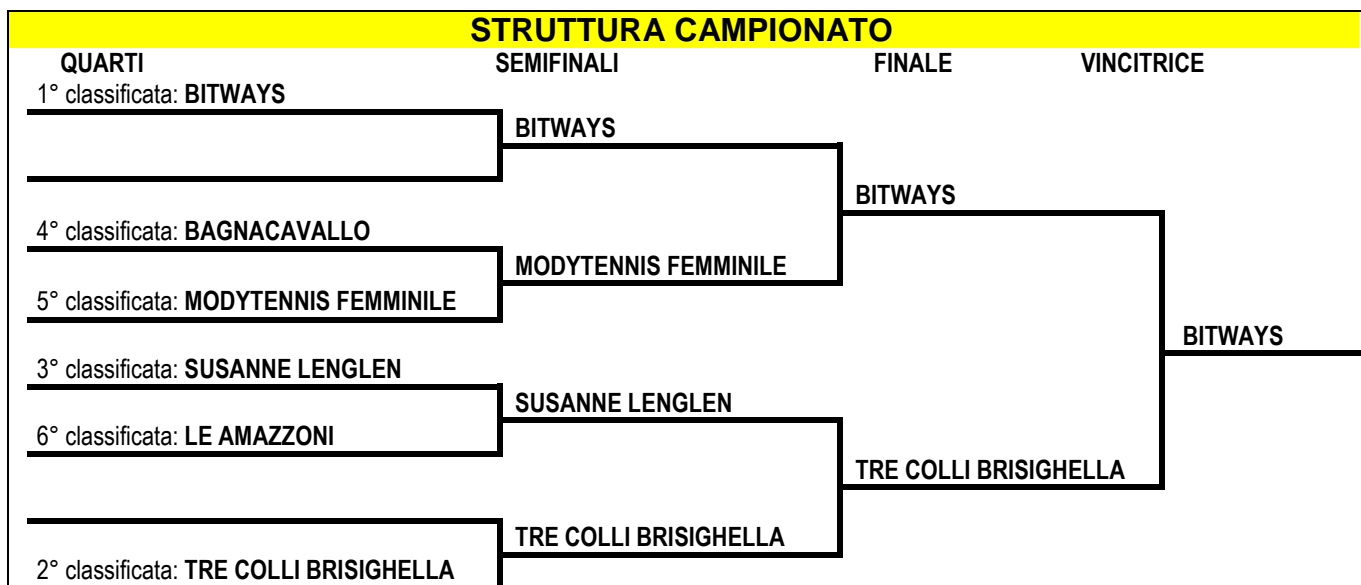 STRUTTURA CAMPIONATO
QUARTI SEMIFINALI FINALE VINCITRICE
1° classificata: BITWAYS
BITWAYS
BITWAYS
4° classificata: BAGNACAVALLO
MODYTENNIS FEMMINILE
5° classificata: MODYTENNIS FEMMINILE
BITWAYS
3° classificata: SUSANNE LENGLEN
SUSANNE LENGLEN
6° classificata: LE AMAZZONI
TRE COLLI BRISIGHELLA
TRE COLLI BRISIGHELLA
2° classificata: TRE COLLI BRISIGHELLA